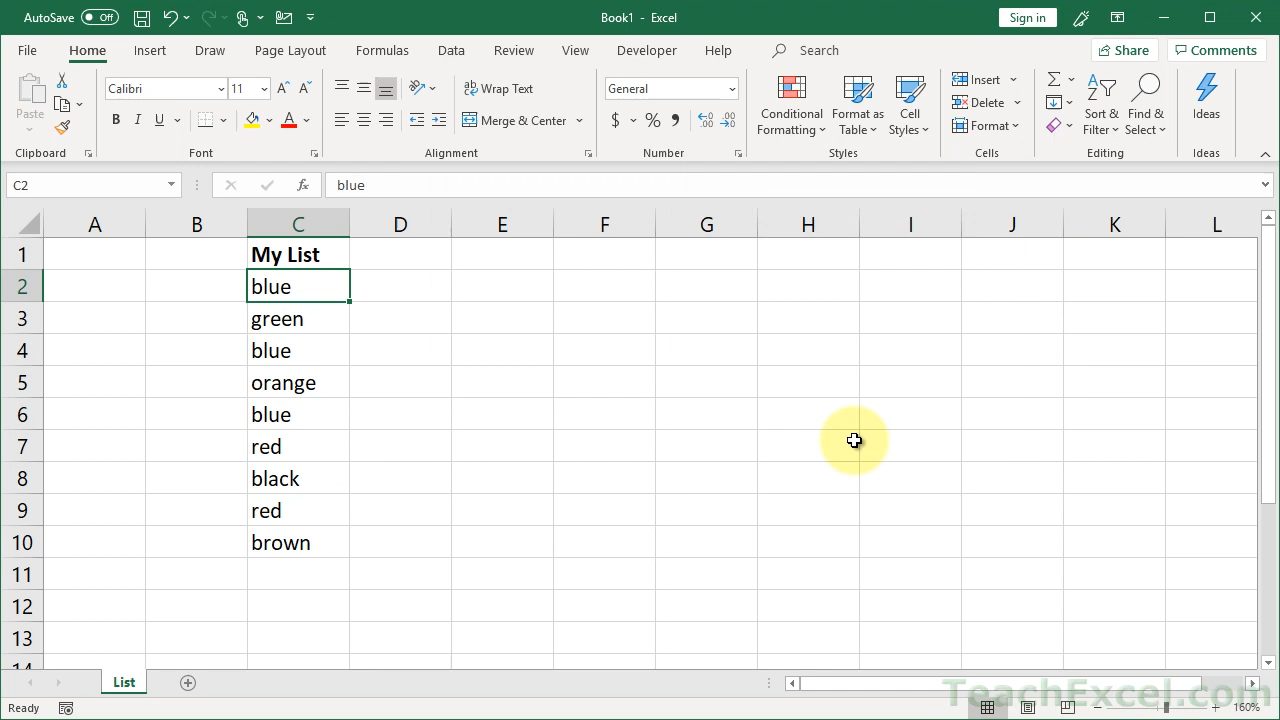 AutoSave Off Book1 - Excel Sign in
File Home Insert Draw Page Layout Formulas Data Review View Developer Help Search Share Comments
Paste Calibri 11 Wrap Text General Conditional Formatting Format as Table Cell Styles Insert Sort & Filter Find & Select Ideas
B I U Merge & Center $ % Delete
Format
Clipboard Font Alignment Number Styles Cells Editing Ideas
C2 fx blue
A B C D E F G H I J K L
1 My List
2 blue
3 green
4 blue
5 orange
6 blue
7 red
8 black
9 red
10 brown
11
12
13
14
List
Ready 160%
TeachExcel.com